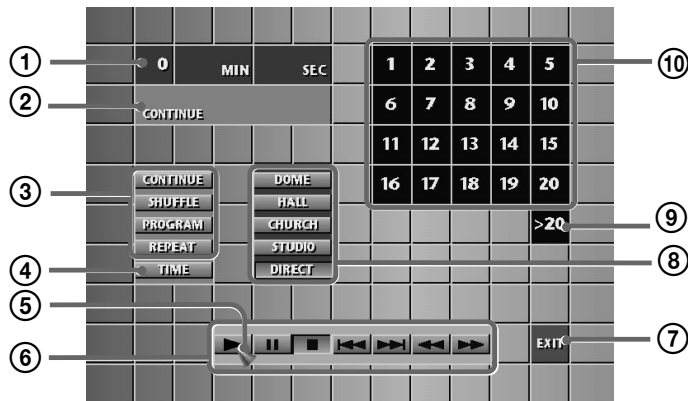 ① 0 MIN SEC 1 2 3 4 5 ⑩
② CONTINUE 6 7 8 9 10
11 12 13 14 15
③ CONTINUE DOME 16 17 18 19 20
SHUFFLE HALL
PROGRAM CHURCH >20 ⑨
REPEAT STUDIO
④ TIME DIRECT ⑧
⑤
⑥ EXIT ⑦